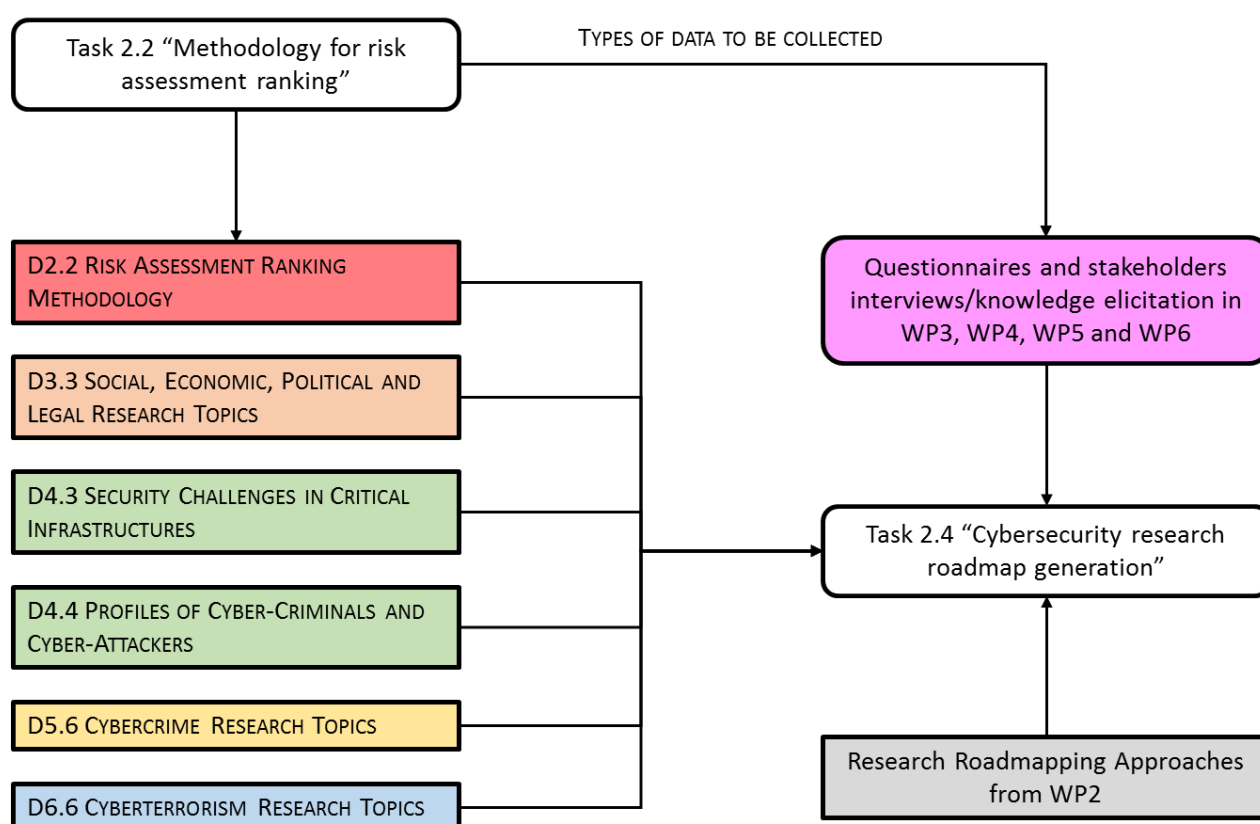 Task 2.2 “Methodology for risk
assessment ranking”
TYPES OF DATA TO BE COLLECTED
D2.2 RISK ASSESSMENT RANKING
METHODOLOGY
D3.3 SOCIAL, ECONOMIC, POLITICAL AND
LEGAL RESEARCH TOPICS
D4.3 SECURITY CHALLENGES IN CRITICAL
INFRASTRUCTURES
D4.4 PROFILES OF CYBER-CRIMINALS AND
CYBER-ATTACKERS
D5.6 CYBERCRIME RESEARCH TOPICS
D6.6 CYBERTERRORISM RESEARCH TOPICS
Questionnaires and stakeholders
interviews/knowledge elicitation in
WP3, WP4, WP5 and WP6
Task 2.4 “Cybersecurity research
roadmap generation”
Research Roadmapping Approaches
from WP2